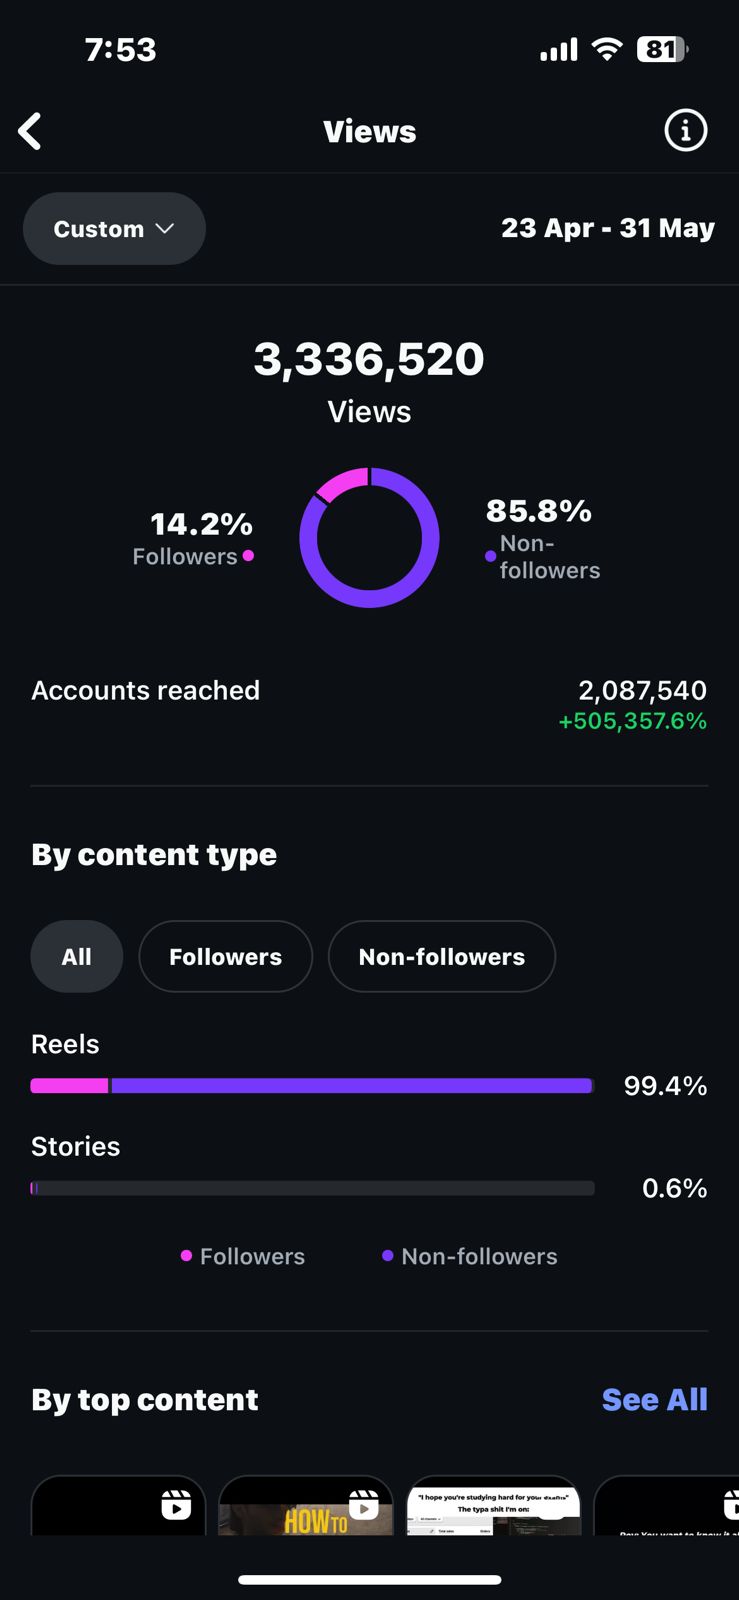 7:53
81
Views
Custom
23 Apr - 31 May
3,336,520
Views
14.2%
Followers
85.8%
Non-
followers
Accounts reached
2,087,540
+505,357.6%
By content type
All
Followers
Non-followers
Reels
99.4%
Stories
0.6%
Followers
Non-followers
By top content
See All
HOW TO
"I hope you're studying hard for your exams"
The typa shit I'm on:
Total sales
Orders